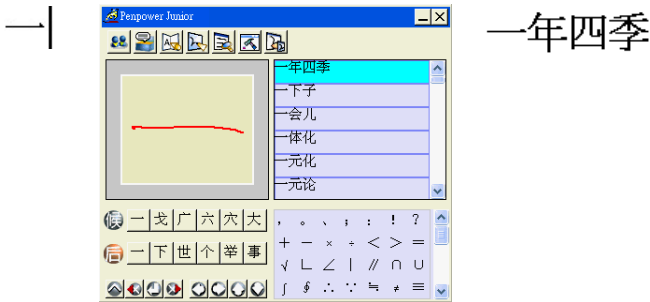 一
Penpower Junior
一年四季
一年四季
一下子
一会儿
一体化
一元化
一元论
候 一 戈 广 六 穴 大
后 一 下 世 个 举 事
, 。 、 ; : ! ?
+ － × ÷ < > =
√ ∟ ∠ | ∥ ∩ ∪
∫ ∮ ∴ ∵ ≒ ≠ ≡